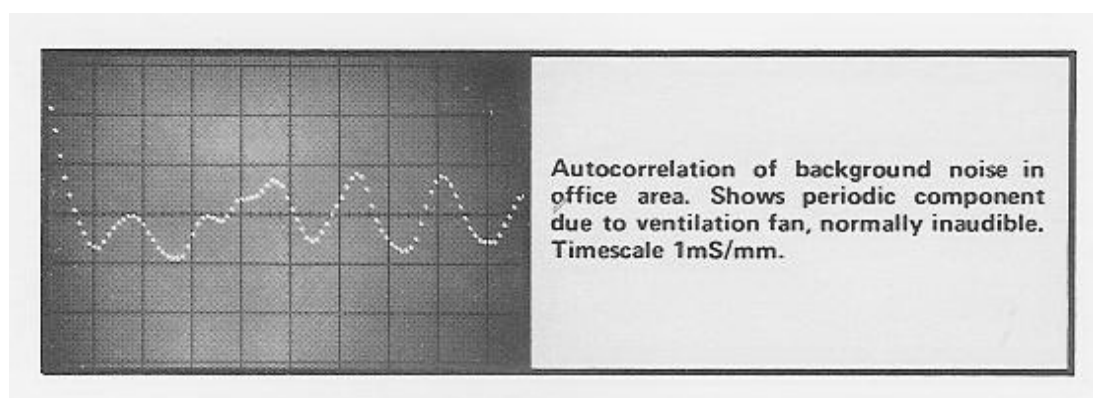 Autocorrelation of background noise in
office area. Shows periodic component
due to ventilation fan, normally inaudible.
Timescale 1mS/mm.